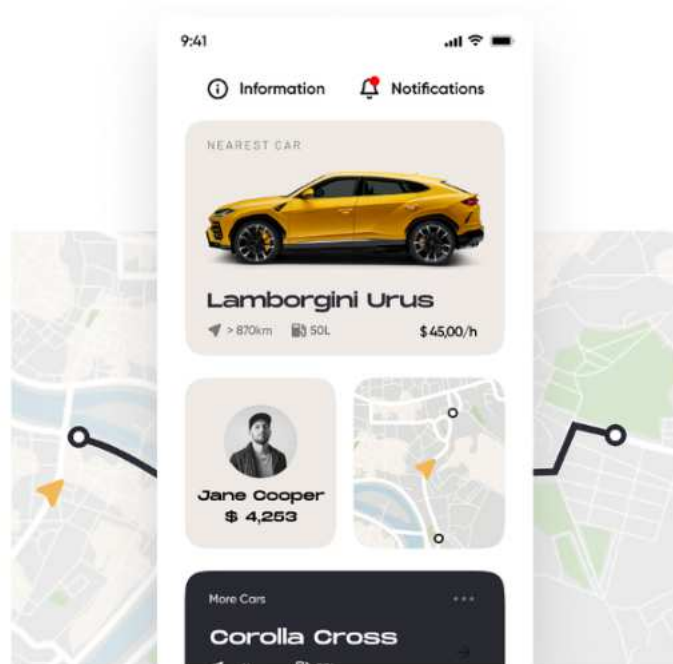 9:41
Information Notifications
NEAREST CAR
Lamborgini Urus
> 870km 50L $45,00/h
Jane Cooper
$ 4,253
More Cars
Corolla Cross